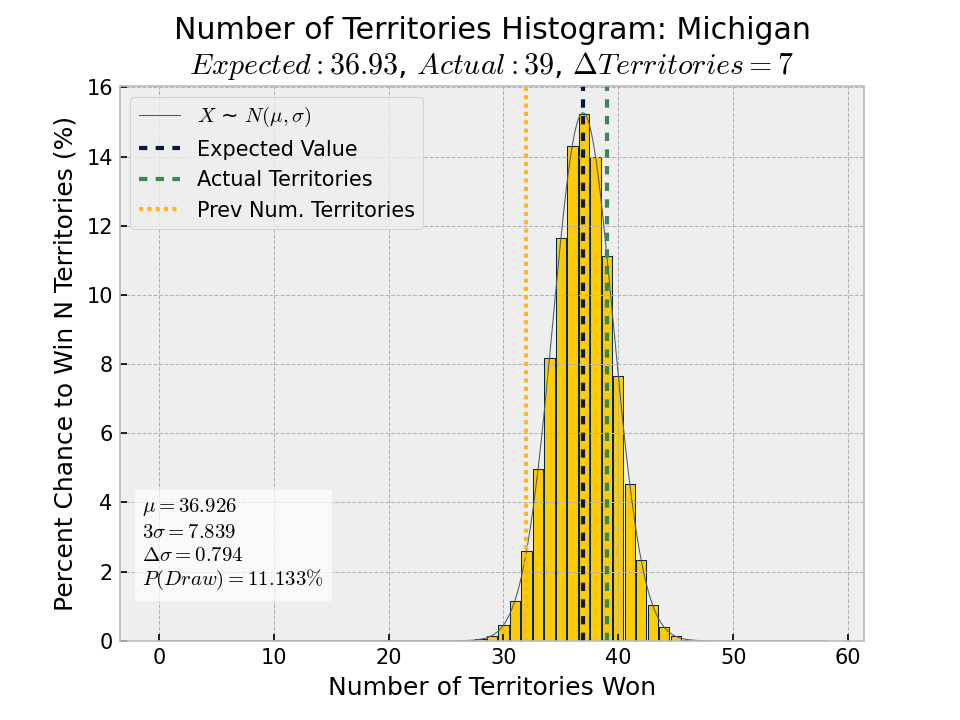 Number of Territories Histogram: Michigan
Expected : 36.93, Actual : 39, ΔTerritories = 7
X ~ N(μ, σ)
Expected Value
Actual Territories
Prev Num. Territories
Percent Chance to Win N Territories (%)
16
14
12
10
8
6
4
2
0
μ = 36.926
3σ = 7.839
Δσ = 0.794
P(Draw) = 11.133%
0 10 20 30 40 50 60
Number of Territories Won